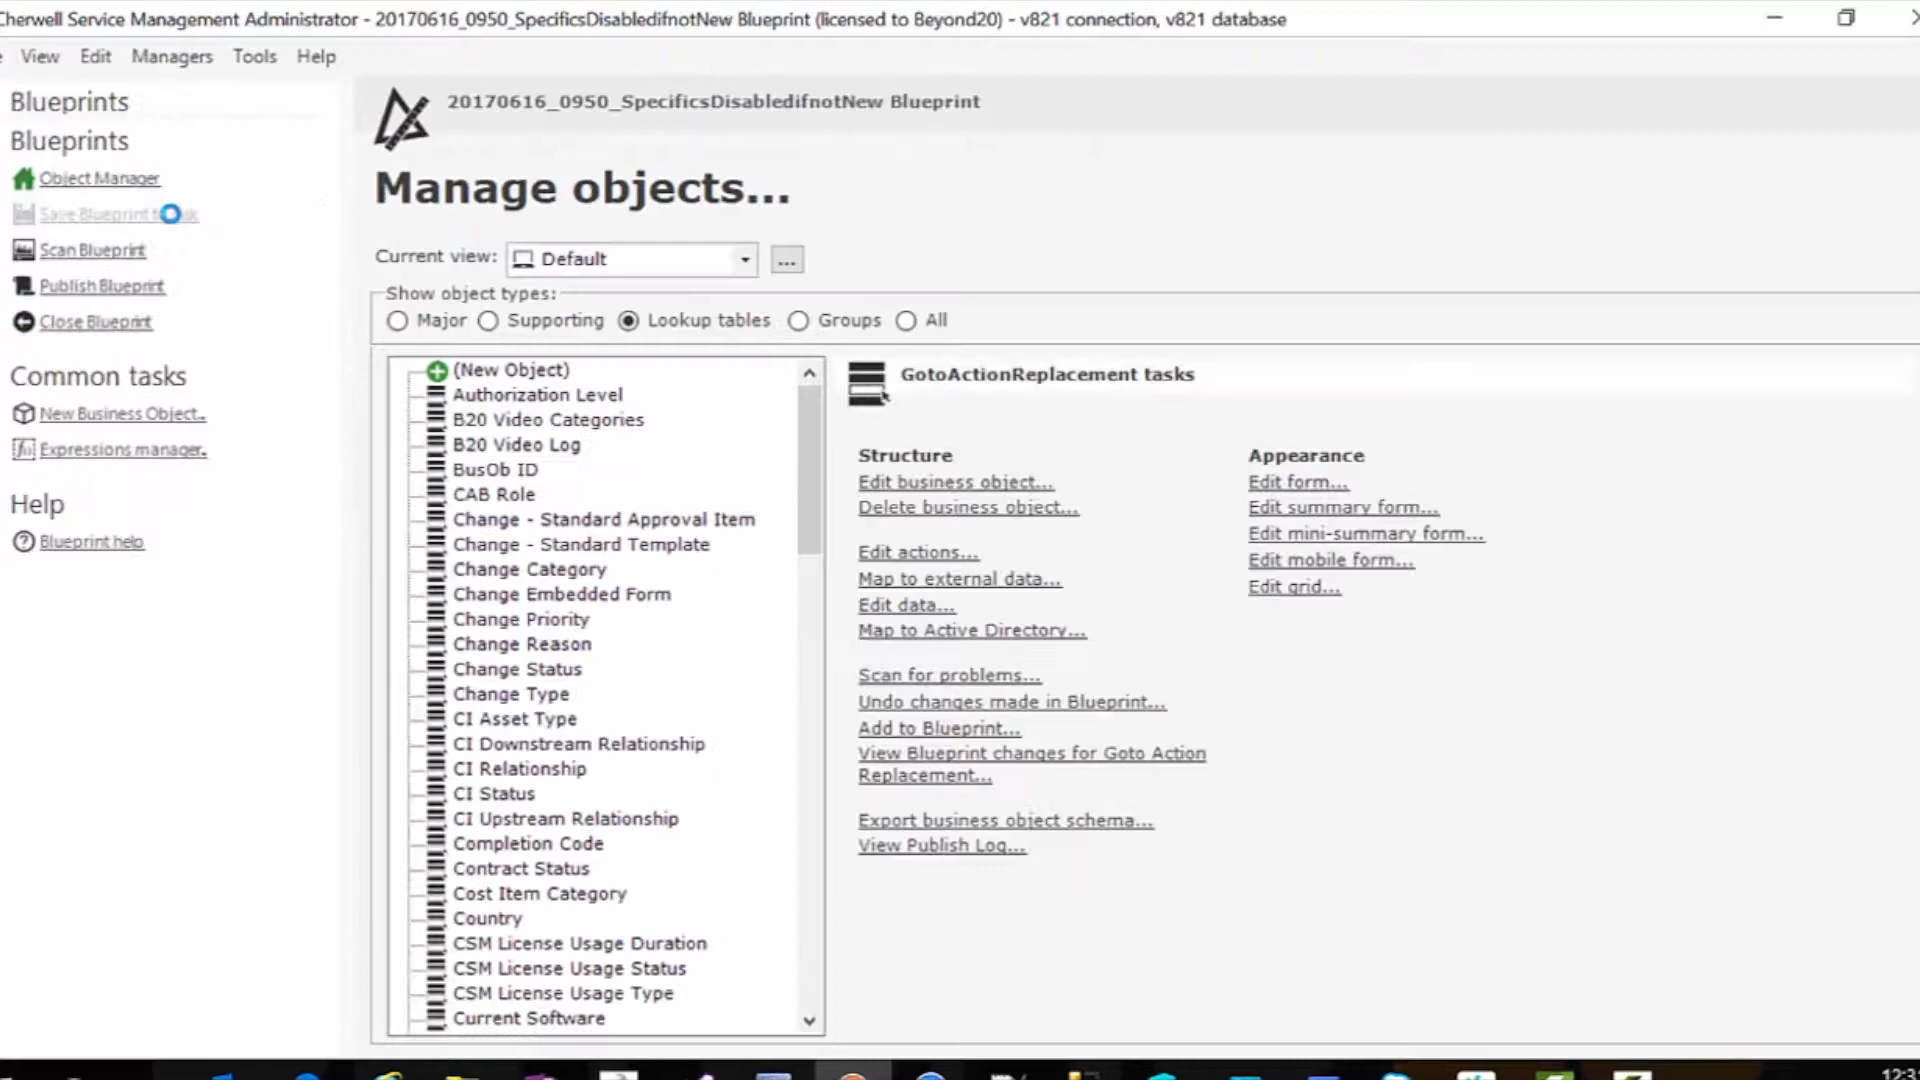 Cherwell Service Management Administrator - 20170616_0950_SpecificsDisabledifnotNew Blueprint (licensed to Beyond20) - v821 connection, v821 database
View Edit Managers Tools Help
Blueprints
Blueprints
Object Manager
Save Blueprint
Scan Blueprint
Publish Blueprint
Close Blueprint
Common tasks
New Business Object...
Expressions manager...
Help
Blueprint help
20170616_0950_SpecificsDisabledifnotNew Blueprint
Manage objects...
Current view: Default ...
Show object types:
Major Supporting Lookup tables Groups All
(New Object)
Authorization Level
B20 Video Categories
B20 Video Log
BusOb ID
CAB Role
Change - Standard Approval Item
Change - Standard Template
Change Category
Change Embedded Form
Change Priority
Change Reason
Change Status
Change Type
CI Asset Type
CI Downstream Relationship
CI Relationship
CI Status
CI Upstream Relationship
Completion Code
Contract Status
Cost Item Category
Country
CSM License Usage Duration
CSM License Usage Status
CSM License Usage Type
Current Software
GotoActionReplacement tasks
Structure
Edit business object...
Delete business object...
Edit actions...
Map to external data...
Edit data...
Map to Active Directory...
Scan for problems...
Undo changes made in Blueprint...
Add to Blueprint...
View Blueprint changes for Goto Action
Replacement...
Export business object schema...
View Publish Log...
Appearance
Edit form...
Edit summary form...
Edit mini-summary form...
Edit mobile form...
Edit grid...